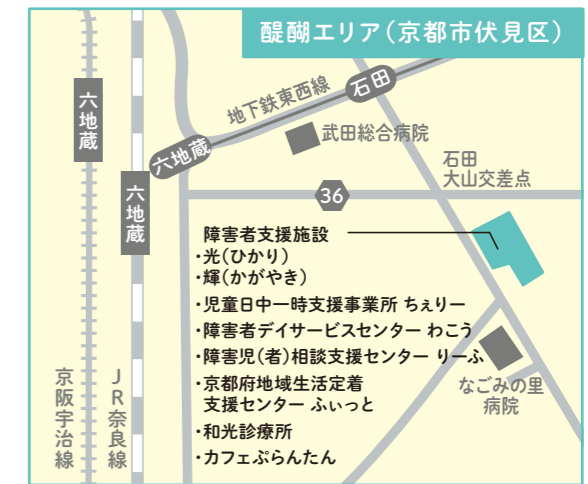 醍醐エリア（京都市伏見区）
六地蔵
地下鉄東西線
石田
六地蔵
武田総合病院
石田
大山交差点
六地蔵
36
障害者支援施設
・光（ひかり）
・輝（かがやき）
・児童日中一時支援事業所 ちぇりー
・障害者デイサービスセンター わこう
・障害児（者）相談支援センター りーふ
・京都府地域生活定着
支援センター ふぃっと
・和光診療所
・カフェぷらんたん
なごみの里
病院
京阪宇治線
JR奈良線